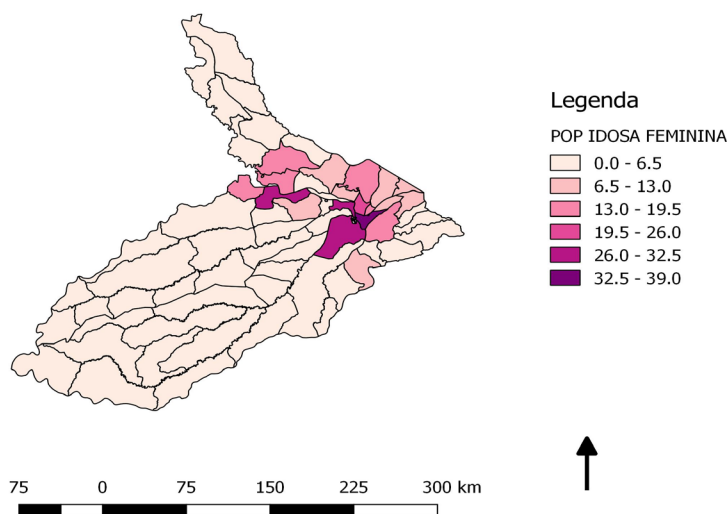 Legenda
POP IDOSA FEMININA
0.0 - 6.5
6.5 - 13.0
13.0 - 19.5
19.5 - 26.0
26.0 - 32.5
32.5 - 39.0
75 0 75 150 225 300 km